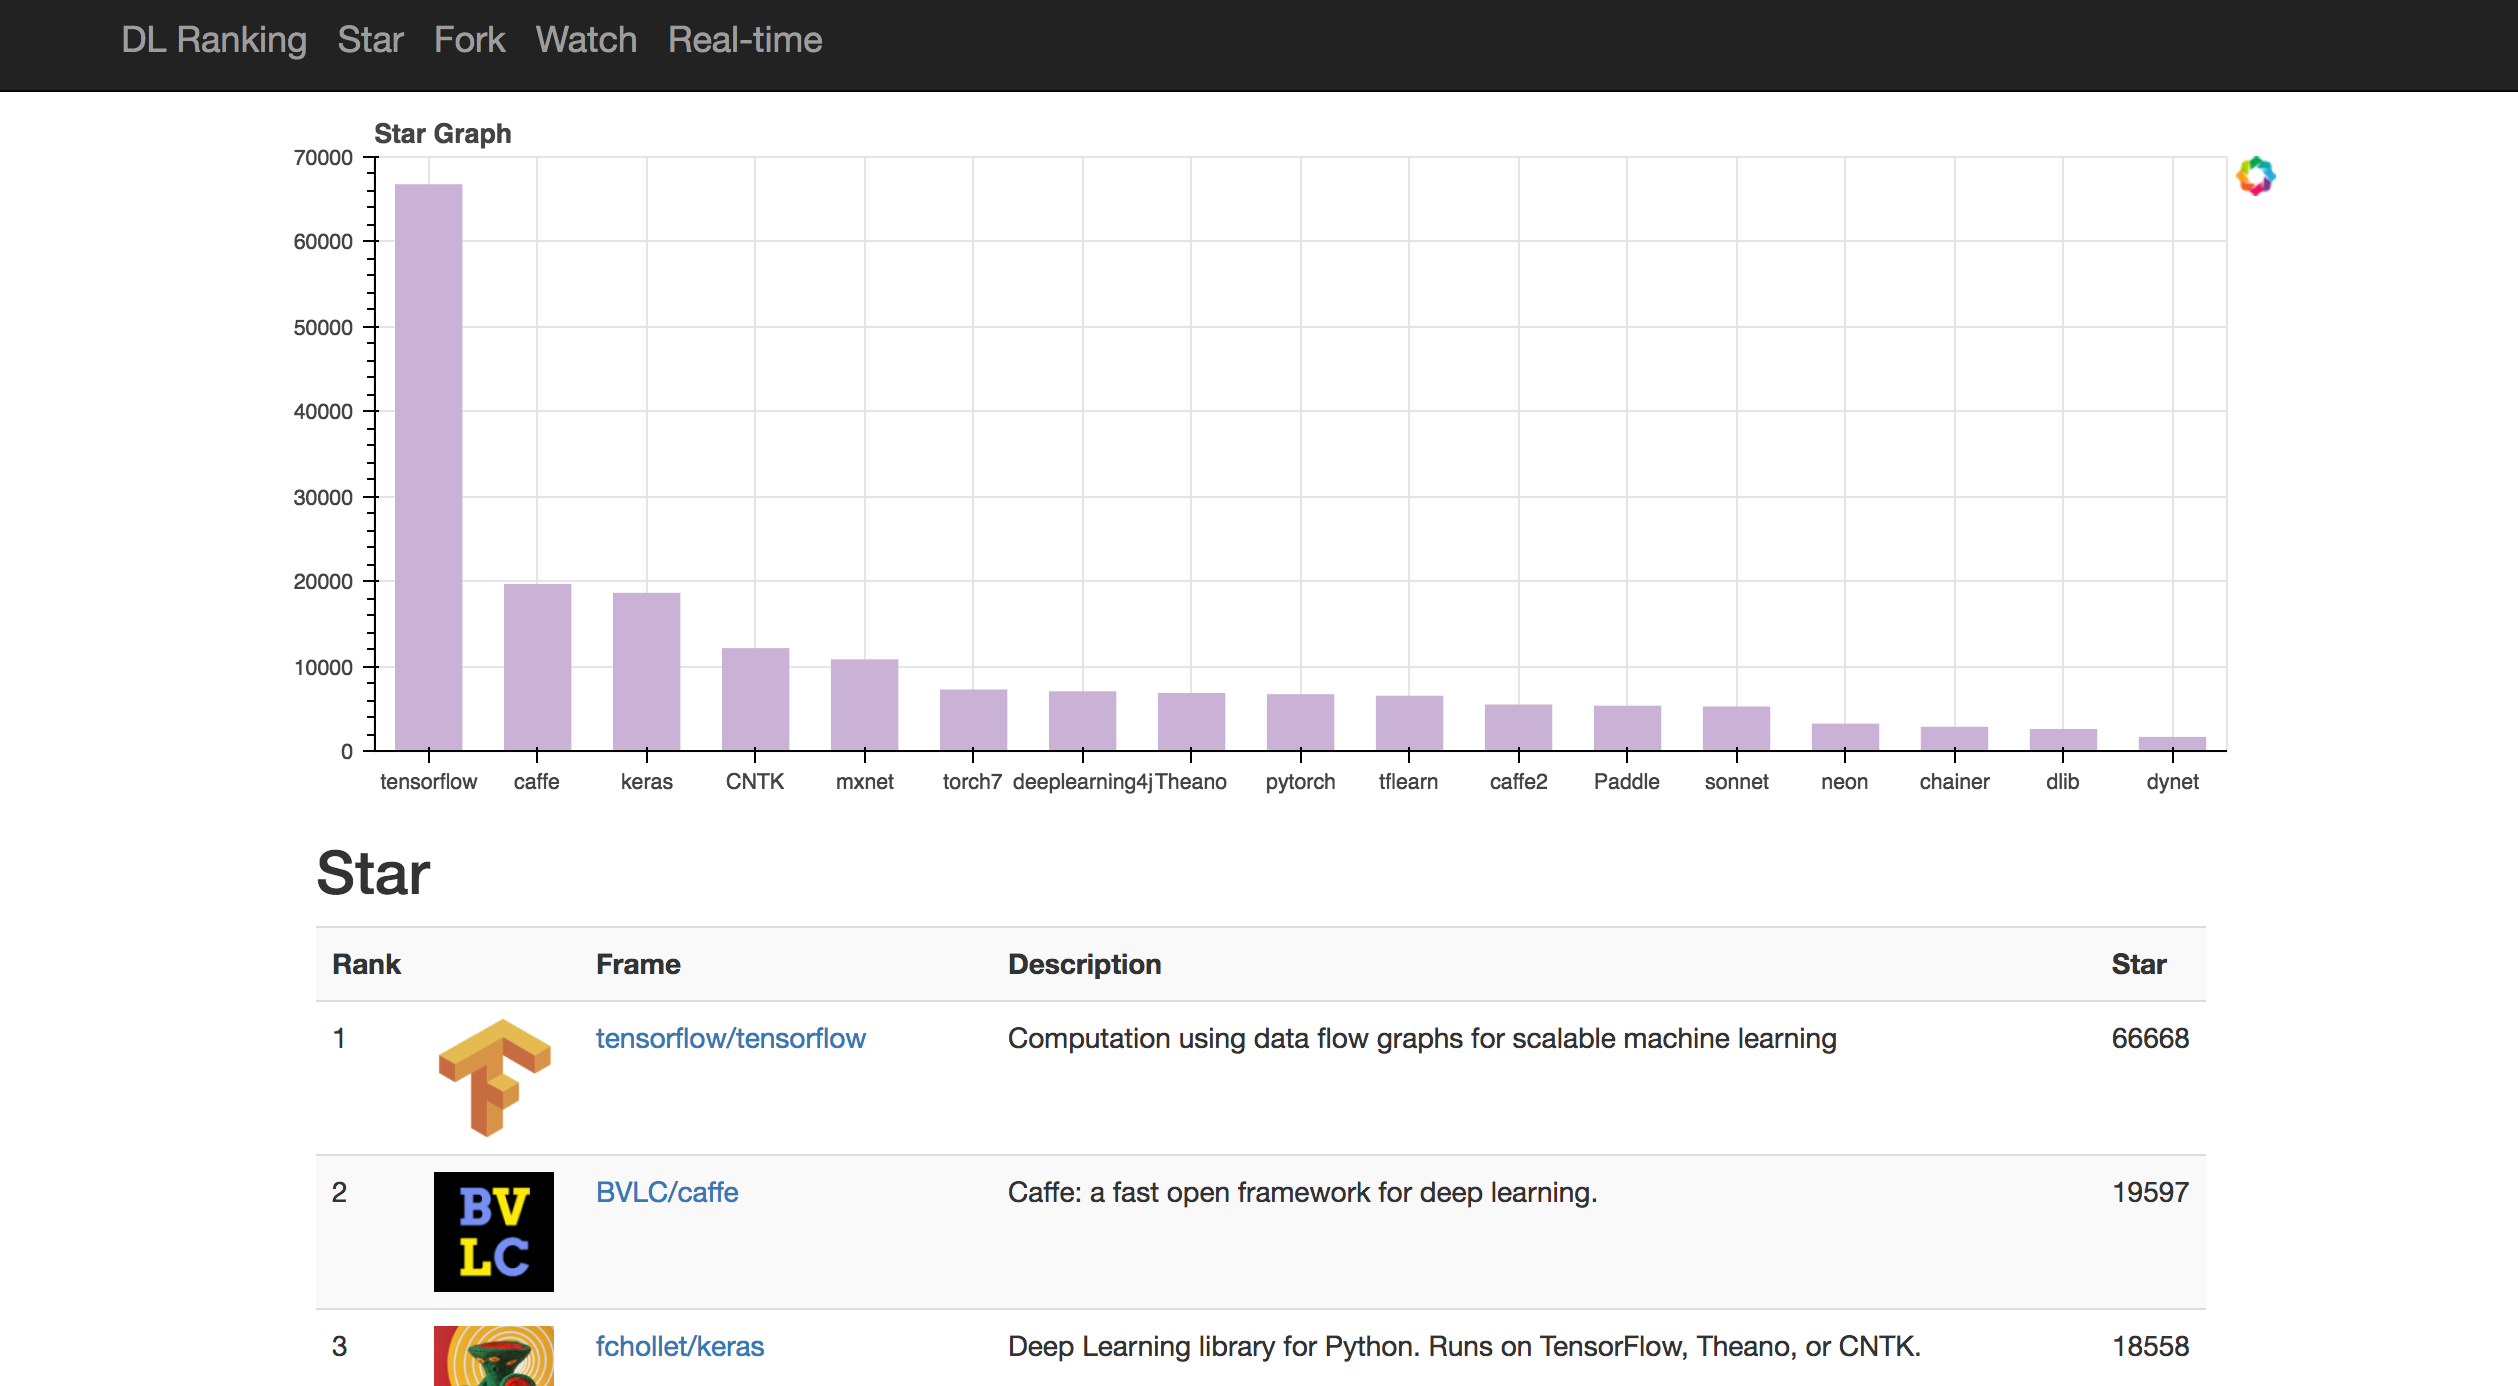 DL Ranking Star Fork Watch Real-time
Star Graph
70000
60000
50000
40000
30000
20000
10000
0
tensorflow caffe keras CNTK mxnet torch7 deeplearning4j Theano pytorch tflearn caffe2 Paddle sonnet neon chainer dlib dynet
Star
Rank Frame Description Star
1 tensorflow/tensorflow Computation using data flow graphs for scalable machine learning 66668
2 BVLC/caffe Caffe: a fast open framework for deep learning. 19597
BV
LC
3 fchollet/keras Deep Learning library for Python. Runs on TensorFlow, Theano, or CNTK. 18558